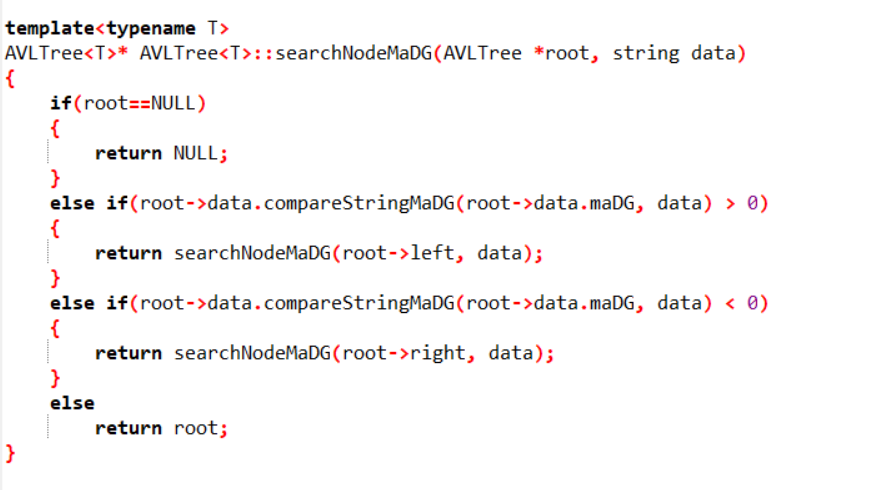 template<typename T>
AVLTree<T>* AVLTree<T>::searchNodeMaDG(AVLTree *root, string data)
{
    if(root==NULL)
    {
        return NULL;
    }
    else if(root->data.compareStringMaDG(root->data.maDG, data) > 0)
    {
        return searchNodeMaDG(root->left, data);
    }
    else if(root->data.compareStringMaDG(root->data.maDG, data) < 0)
    {
        return searchNodeMaDG(root->right, data);
    }
    else
        return root;
}